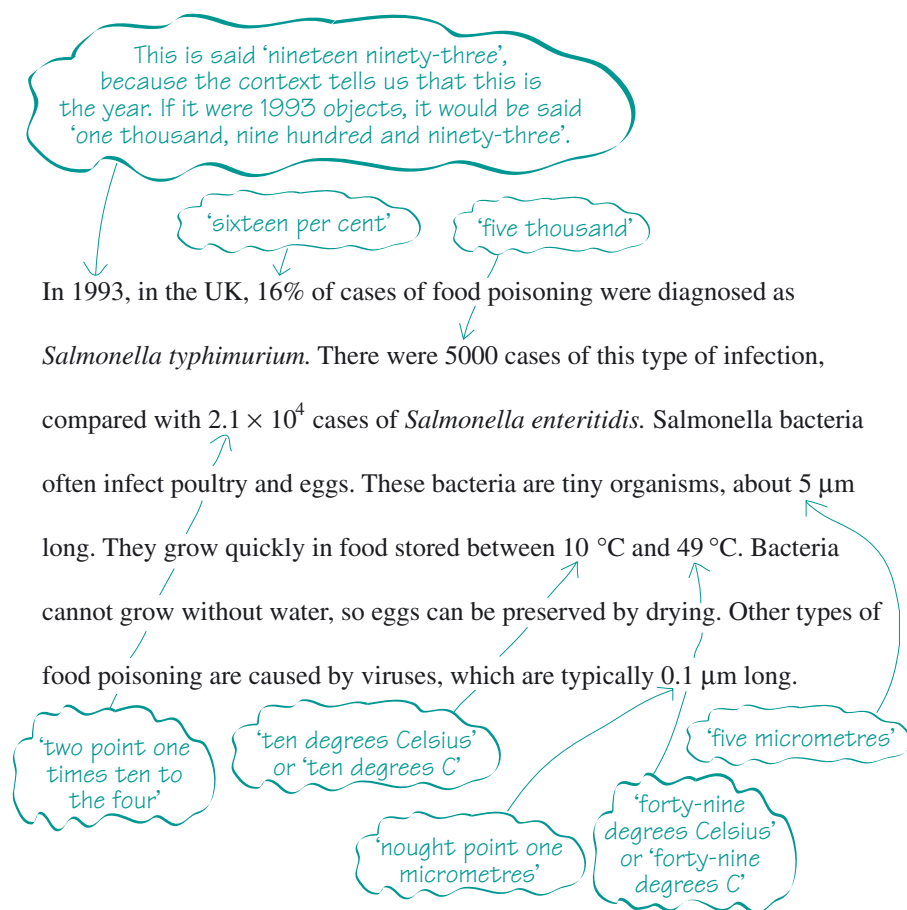 This is said ‘nineteen ninety-three’,
because the context tells us that this is
the year. If it were 1993 objects, it would be said
‘one thousand, nine hundred and ninety-three’.
‘sixteen per cent’
‘five thousand’
In 1993, in the UK, 16% of cases of food poisoning were diagnosed as
Salmonella typhimurium. There were 5000 cases of this type of infection,
compared with 2.1 × 10⁴ cases of Salmonella enteritidis. Salmonella bacteria
often infect poultry and eggs. These bacteria are tiny organisms, about 5 µm
long. They grow quickly in food stored between 10 °C and 49 °C. Bacteria
cannot grow without water, so eggs can be preserved by drying. Other types of
food poisoning are caused by viruses, which are typically 0.1 µm long.
‘two point one
times ten to
the four’
‘ten degrees Celsius’
or ‘ten degrees C’
‘five micrometres’
‘nought point one
micrometres’
‘forty-nine
degrees Celsius’
or ‘forty-nine
degrees C’